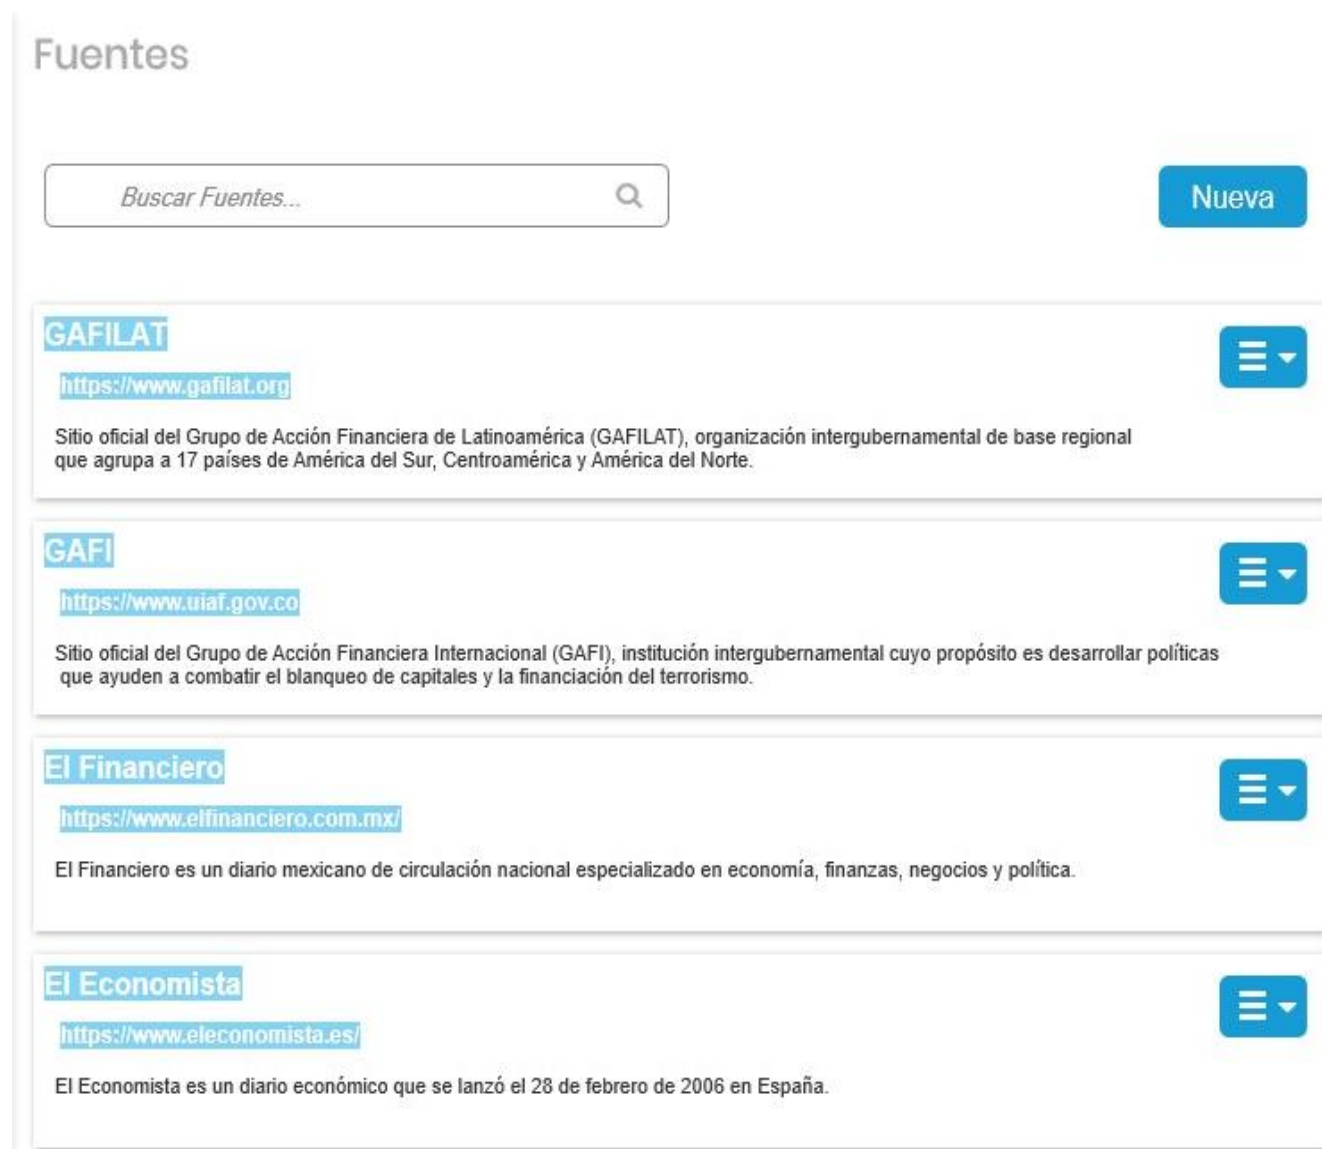 Fuentes
Buscar Fuentes...
Nueva
GAFILAT
https://www.gafilat.org
Sitio oficial del Grupo de Acción Financiera de Latinoamérica (GAFILAT), organización intergubernamental de base regional
que agrupa a 17 países de América del Sur, Centroamérica y América del Norte.
GAFI
https://www.uiaf.gov.co
Sitio oficial del Grupo de Acción Financiera Internacional (GAFI), institución intergubernamental cuyo propósito es desarrollar políticas
que ayuden a combatir el blanqueo de capitales y la financiación del terrorismo.
El Financiero
https://www.elfinanciero.com.mx/
El Financiero es un diario mexicano de circulación nacional especializado en economía, finanzas, negocios y política.
El Economista
https://www.eleconomista.es/
El Economista es un diario económico que se lanzó el 28 de febrero de 2006 en España.